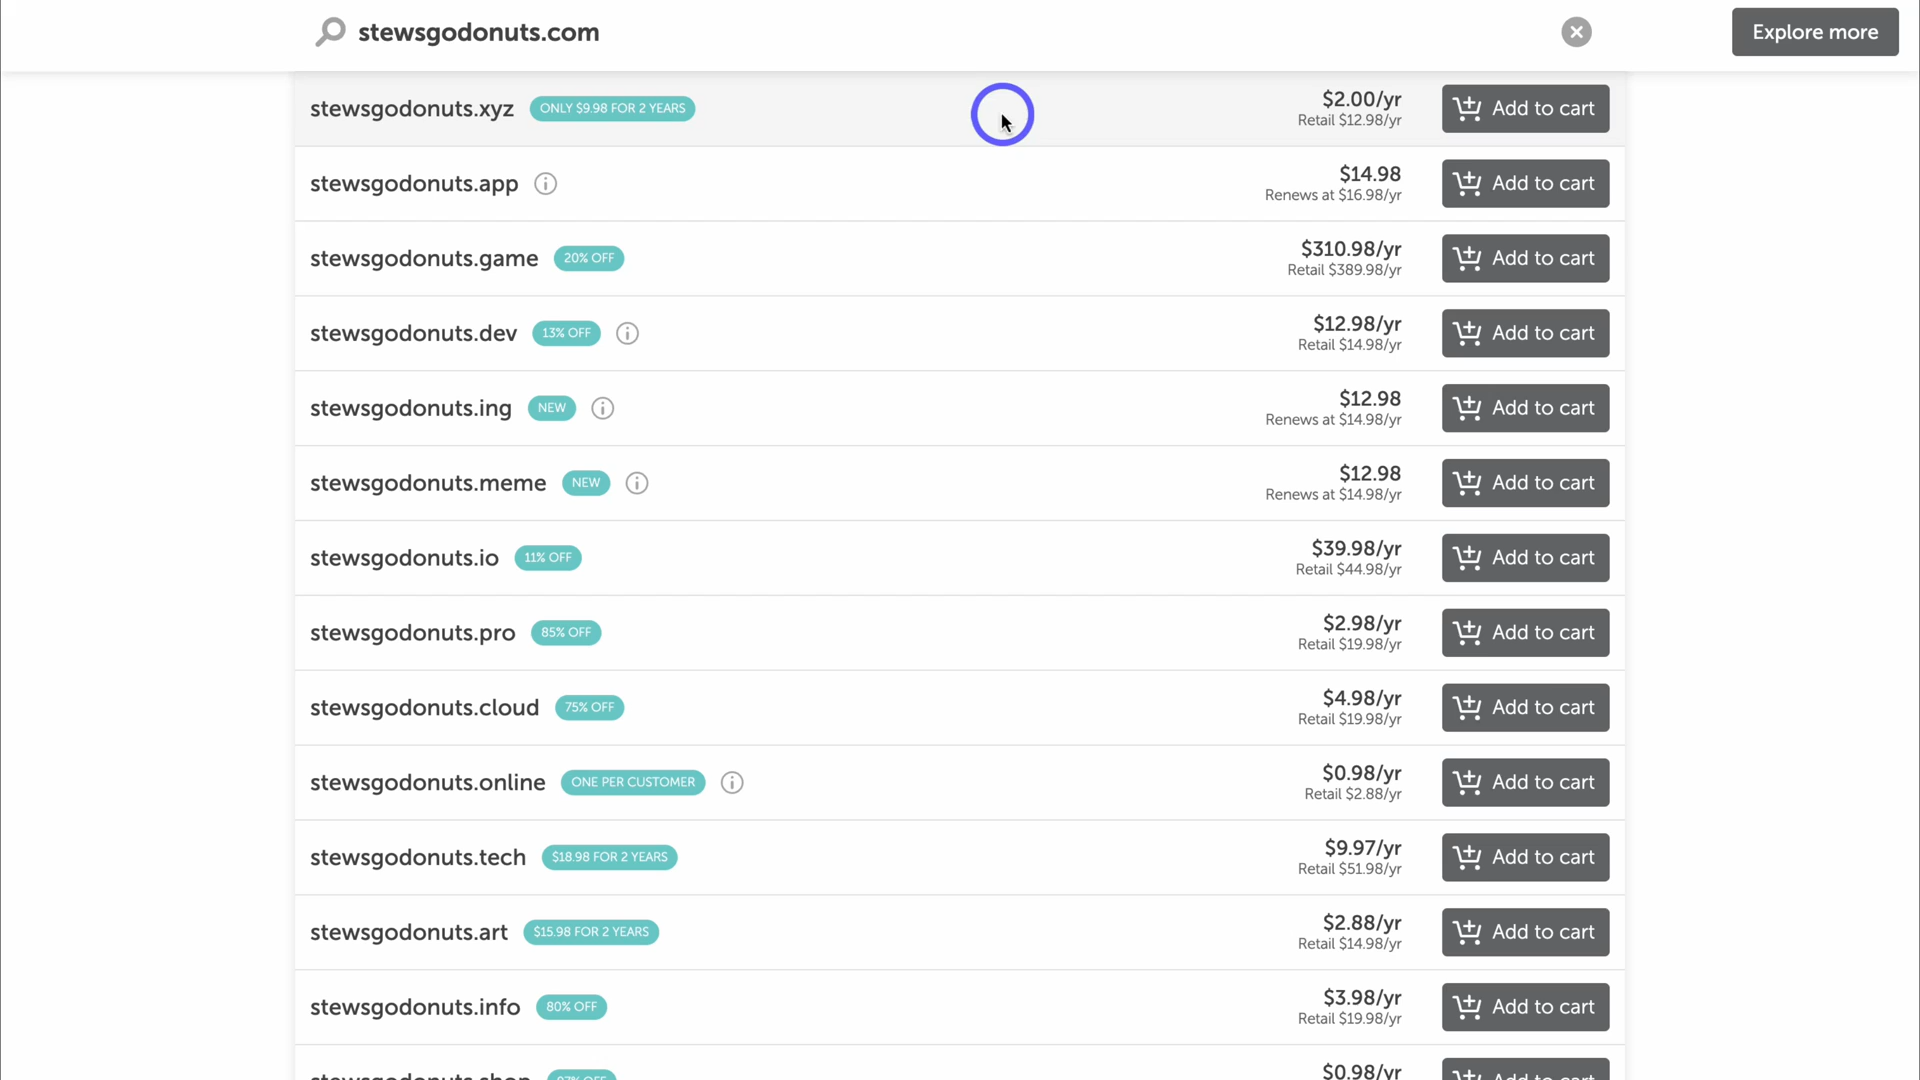 stewsgodonuts.com
Explore more
stewsgodonuts.xyz ONLY $9.98 FOR 2 YEARS $2.00/yr Add to cart
Retail $12.98/yr
stewsgodonuts.app $14.98 Add to cart
Renews at $16.98/yr
stewsgodonuts.game 20% OFF $310.98/yr Add to cart
Retail $389.98/yr
stewsgodonuts.dev 13% OFF $12.98/yr Add to cart
Retail $14.98/yr
stewsgodonuts.ing NEW $12.98 Add to cart
Renews at $14.98/yr
stewsgodonuts.meme NEW $12.98 Add to cart
Renews at $14.98/yr
stewsgodonuts.io 11% OFF $39.98/yr Add to cart
Retail $44.98/yr
stewsgodonuts.pro 85% OFF $2.98/yr Add to cart
Retail $19.98/yr
stewsgodonuts.cloud 75% OFF $4.98/yr Add to cart
Retail $19.98/yr
stewsgodonuts.online ONE PER CUSTOMER $0.98/yr Add to cart
Retail $2.88/yr
stewsgodonuts.tech $18.98 FOR 2 YEARS $9.97/yr Add to cart
Retail $51.98/yr
stewsgodonuts.art $15.98 FOR 2 YEARS $2.88/yr Add to cart
Retail $14.98/yr
stewsgodonuts.info 80% OFF $3.98/yr Add to cart
Retail $19.98/yr
stewsgodonuts.shop $0.98/yr Add to cart